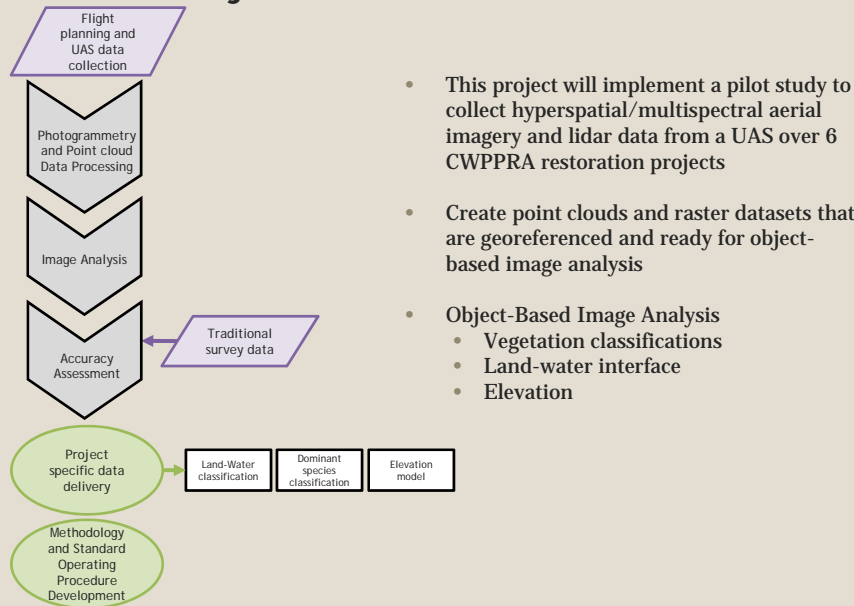 Flight
planning and
UAS data
collection
Photogrammetry
and Point cloud
Data Processing
Image Analysis
Accuracy
Assessment
Traditional
survey data
Project
specific data
delivery
Land-Water
classification
Dominant
species
classification
Elevation
model
Methodology
and Standard
Operating
Procedure
Development
• This project will implement a pilot study to
collect hyperspatial/multispectral aerial
imagery and lidar data from a UAS over 6
CWPPRA restoration projects
• Create point clouds and raster datasets that
are georeferenced and ready for object-
based image analysis
• Object-Based Image Analysis
• Vegetation classifications
• Land-water interface
• Elevation